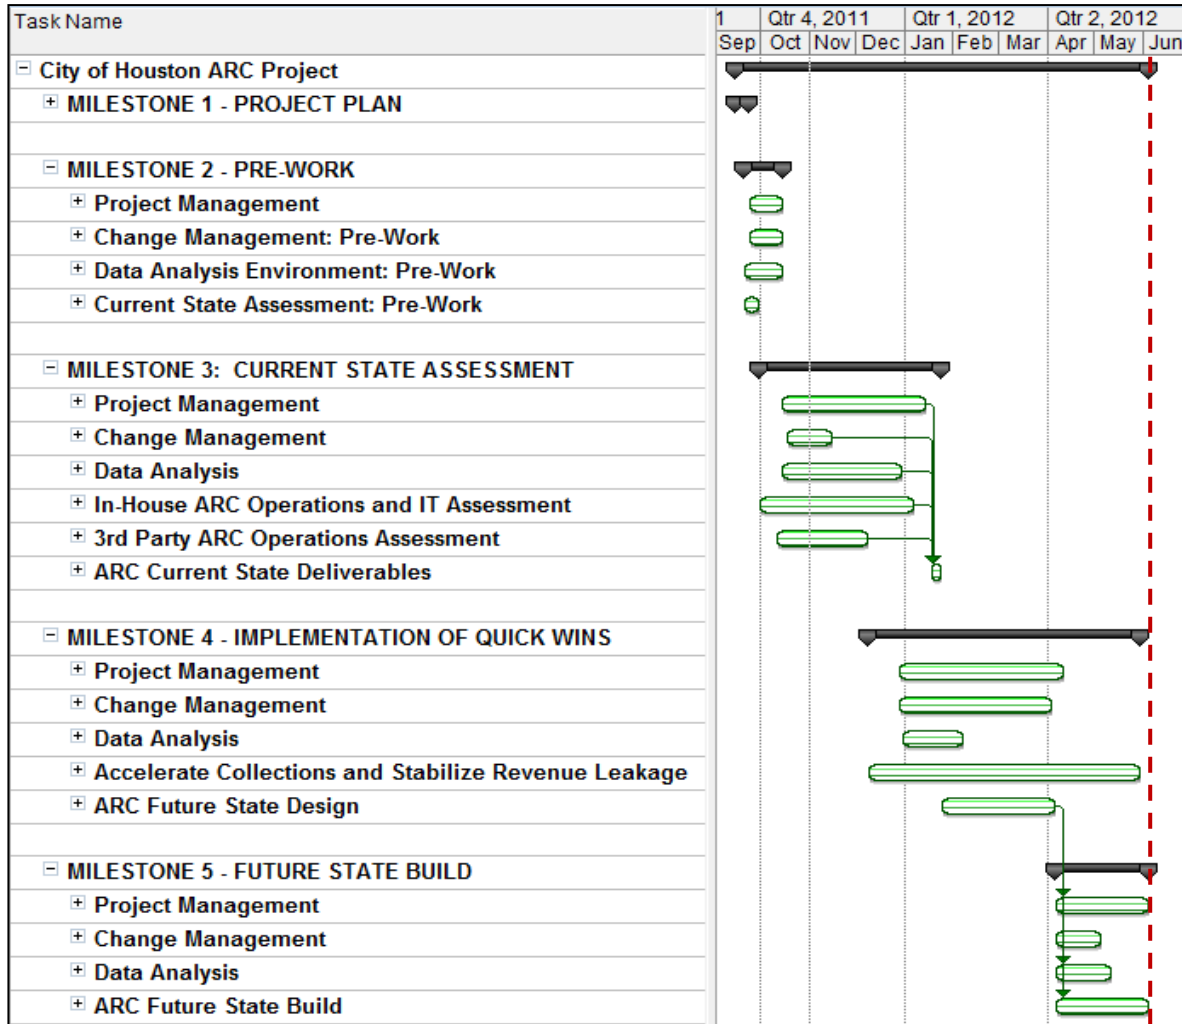 Task Name
1 Qtr 4, 2011 Qtr 1, 2012 Qtr 2, 2012
Sep Oct Nov Dec Jan Feb Mar Apr May Jun
City of Houston ARC Project
MILESTONE 1 - PROJECT PLAN
MILESTONE 2 - PRE-WORK
Project Management
Change Management: Pre-Work
Data Analysis Environment: Pre-Work
Current State Assessment: Pre-Work
MILESTONE 3: CURRENT STATE ASSESSMENT
Project Management
Change Management
Data Analysis
In-House ARC Operations and IT Assessment
3rd Party ARC Operations Assessment
ARC Current State Deliverables
MILESTONE 4 - IMPLEMENTATION OF QUICK WINS
Project Management
Change Management
Data Analysis
Accelerate Collections and Stabilize Revenue Leakage
ARC Future State Design
MILESTONE 5 - FUTURE STATE BUILD
Project Management
Change Management
Data Analysis
ARC Future State Build